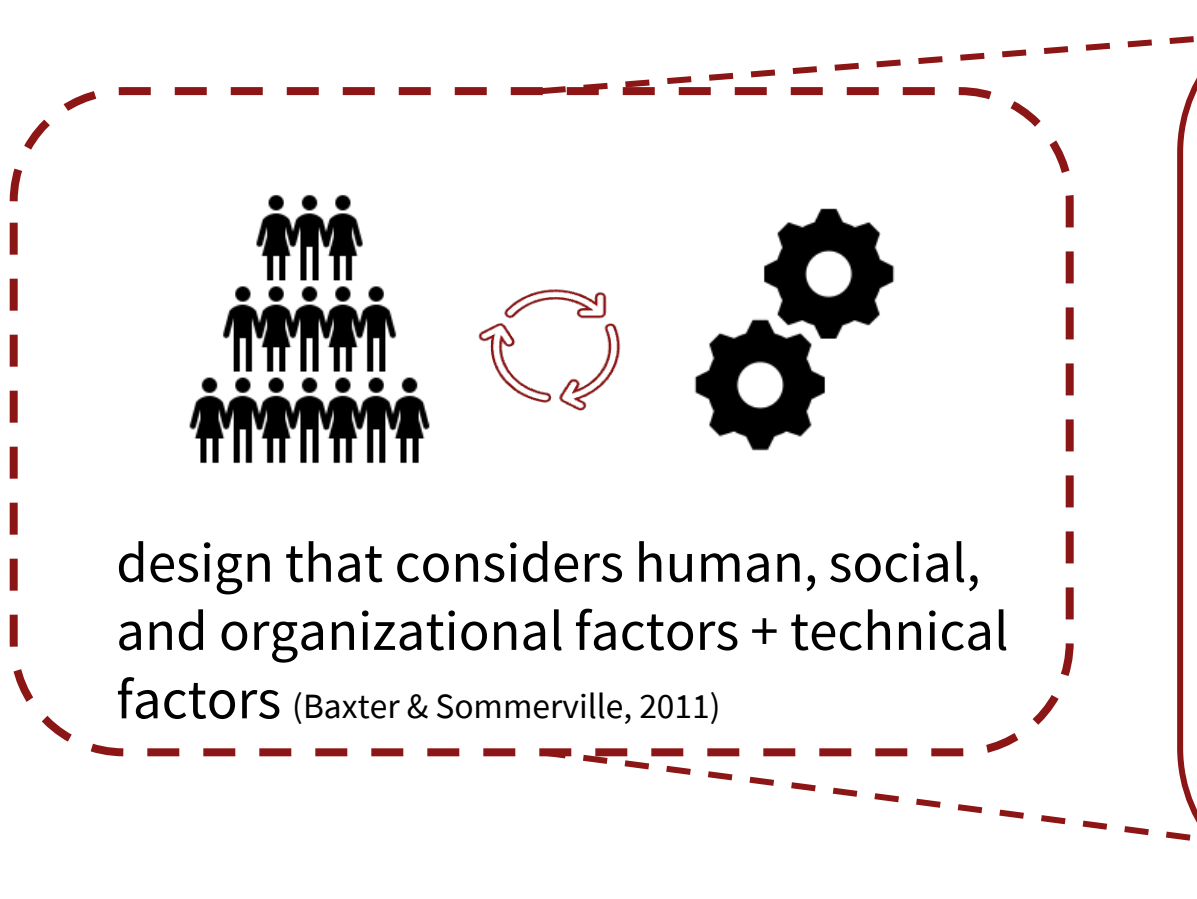 design that considers human, social,
and organizational factors + technical
factors (Baxter & Sommerville, 2011)